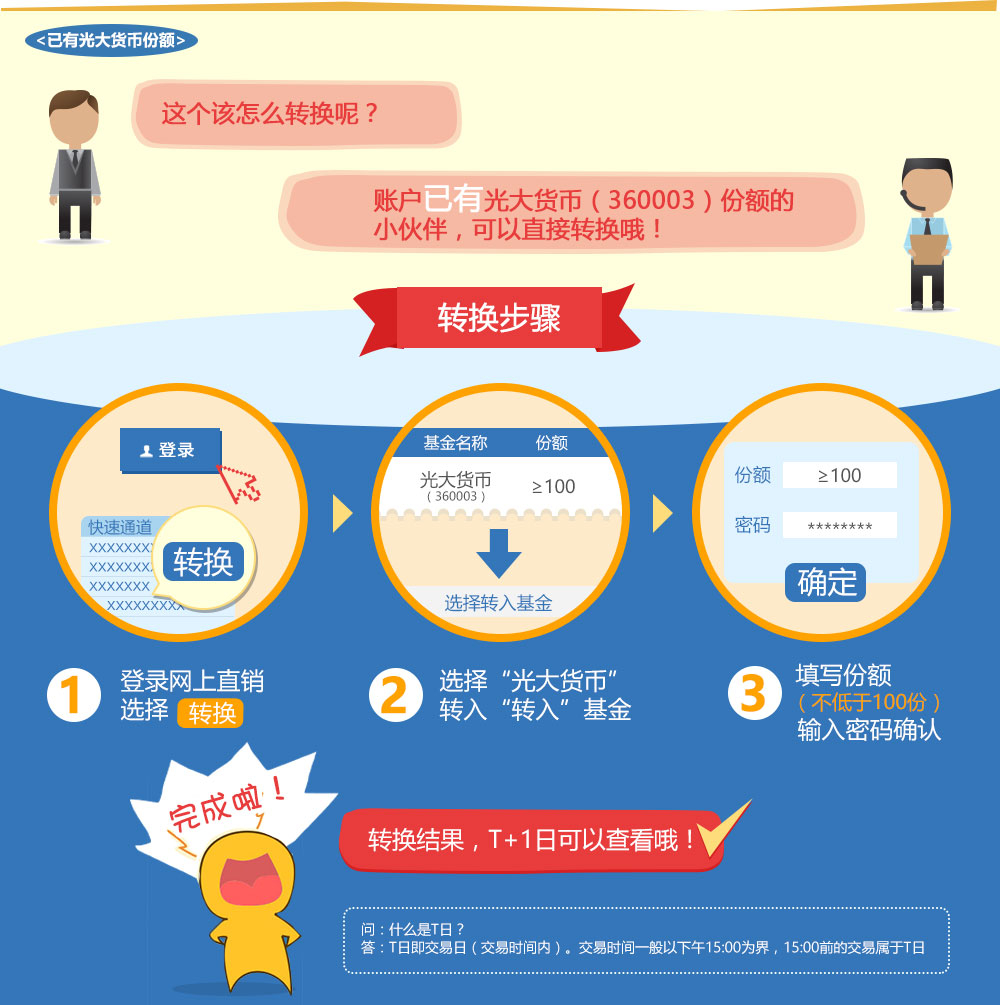 <已有光大货币份额>
这个该怎么转换呢？
账户已有光大货币（360003）份额的
小伙伴，可以直接转换哦！
转换步骤
登录
快速通道
XXXXXXXX
XXXXXXXX
XXXXXXX
XXXXXXXXX
转换
基金名称 份额
光大货币 ≥100
（360003）
选择转入基金
份额 ≥100
密码 ********
确定
1 登录网上直销
选择 转换
2 选择“光大货币”
转入“转入”基金
3 填写份额
（不低于100份）
输入密码确认
完成啦！
转换结果，T+1日可以查看哦！
问：什么是T日？
答：T日即交易日（交易时间内）。交易时间一般以下午15:00为界，15:00前的交易属于T日